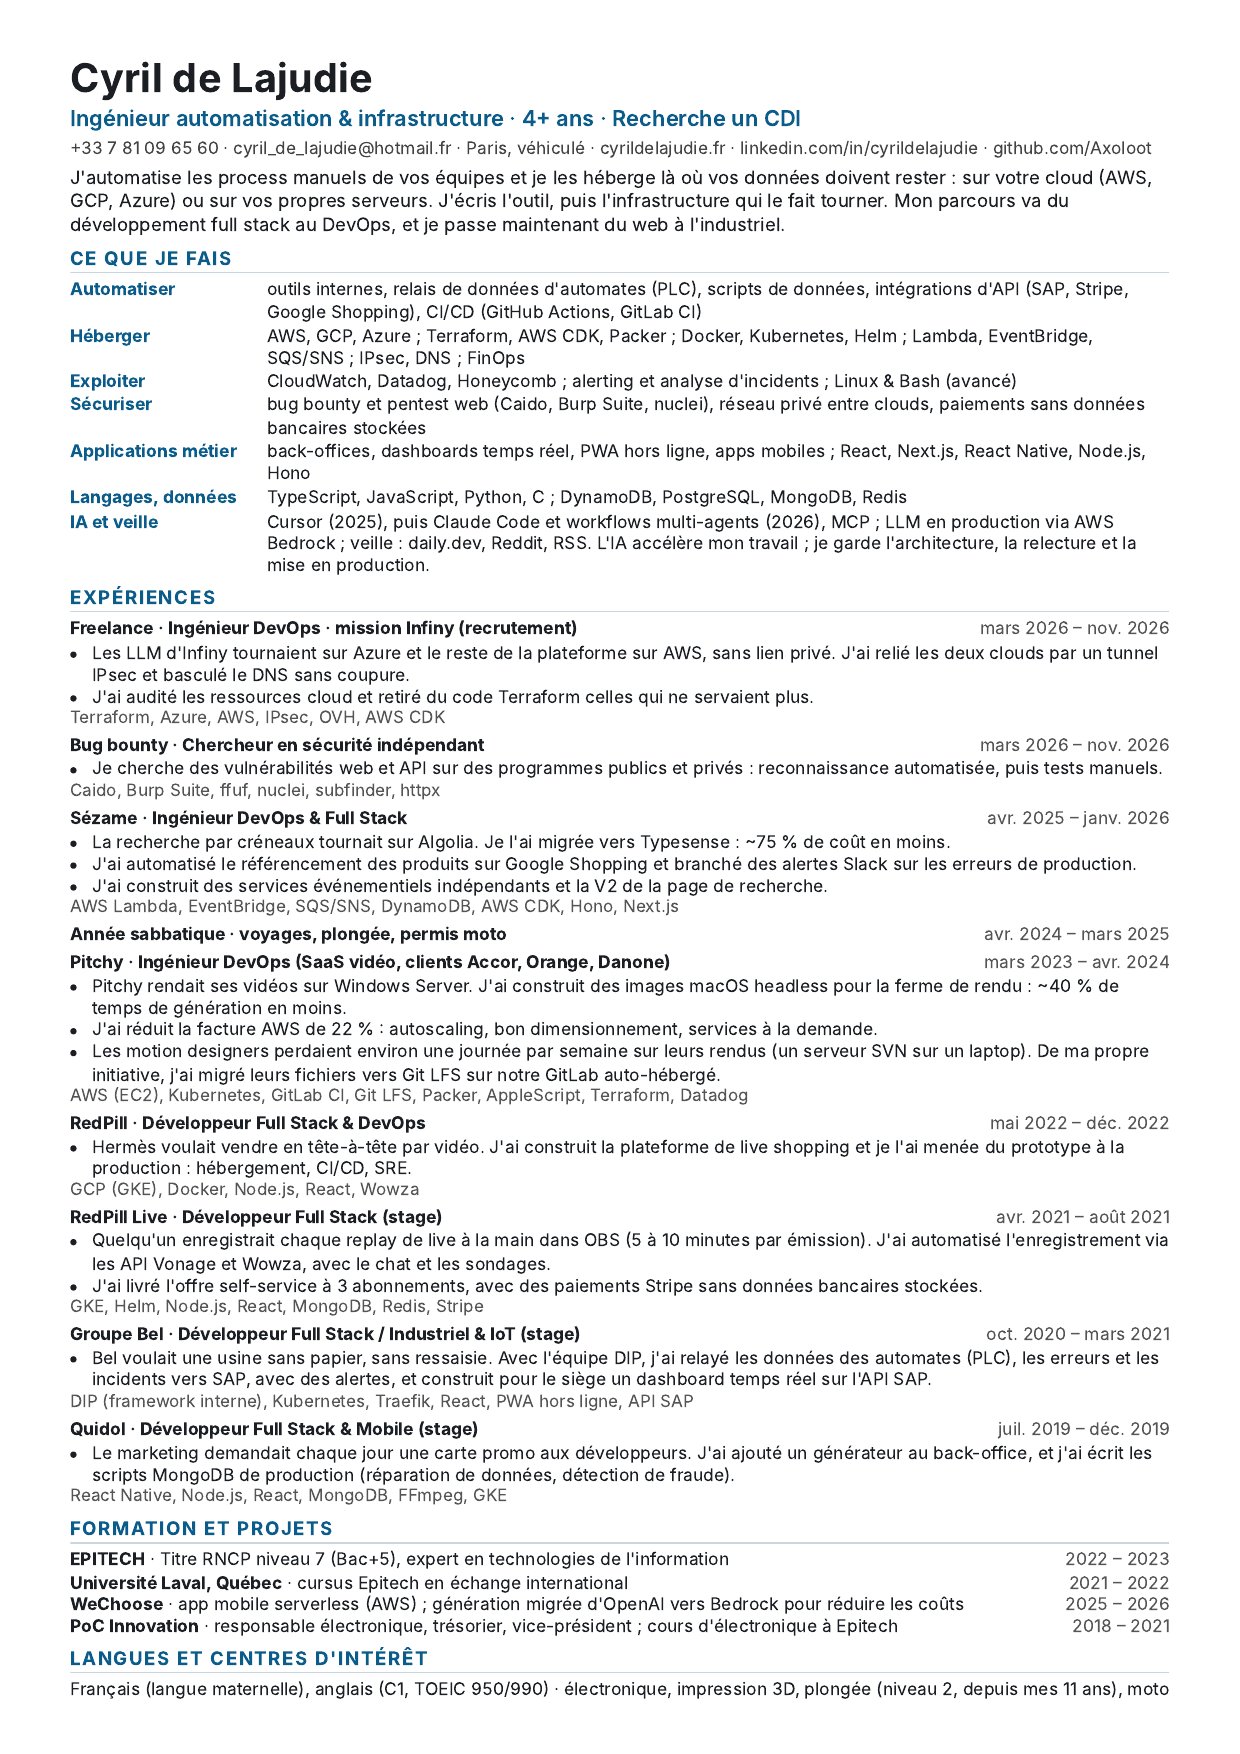 Cyril de Lajudie
Ingénieur automatisation & infrastructure · 4+ ans · Recherche un CDI
+33 7 81 09 65 60 · cyril_de_lajudie@hotmail.fr · Paris, véhiculé · cyrildelajudie.fr · linkedin.com/in/cyrildelajudie · github.com/Axoloot
J'automatise les process manuels de vos équipes et je les héberge là où vos données doivent rester : sur votre cloud (AWS,
GCP, Azure) ou sur vos propres serveurs. J'écris l'outil, puis l'infrastructure qui le fait tourner. Mon parcours va du
développement full stack au DevOps, et je passe maintenant du web à l'industriel.
CE QUE JE FAIS
Automatiser outils internes, relais de données d'automates (PLC), scripts de données, intégrations d'API (SAP, Stripe,
Google Shopping), CI/CD (GitHub Actions, GitLab CI)
Héberger AWS, GCP, Azure ; Terraform, AWS CDK, Packer ; Docker, Kubernetes, Helm ; Lambda, EventBridge,
SQS/SNS ; IPsec, DNS ; FinOps
Exploiter CloudWatch, Datadog, Honeycomb ; alerting et analyse d'incidents ; Linux & Bash (avancé)
Sécuriser bug bounty et pentest web (Caido, Burp Suite, nuclei), réseau privé entre clouds, paiements sans données
bancaires stockées
Applications métier back-offices, dashboards temps réel, PWA hors ligne, apps mobiles ; React, Next.js, React Native, Node.js,
Hono
Langages, données TypeScript, JavaScript, Python, C ; DynamoDB, PostgreSQL, MongoDB, Redis
IA et veille Cursor (2025), puis Claude Code et workflows multi-agents (2026), MCP ; LLM en production via AWS
Bedrock ; veille : daily.dev, Reddit, RSS. L'IA accélère mon travail ; je garde l'architecture, la relecture et la
mise en production.
EXPÉRIENCES
Freelance · Ingénieur DevOps · mission Infiny (recrutement) mars 2026 – nov. 2026
• Les LLM d'Infiny tournaient sur Azure et le reste de la plateforme sur AWS, sans lien privé. J'ai relié les deux clouds par un tunnel
IPsec et basculé le DNS sans coupure.
• J'ai audité les ressources cloud et retiré du code Terraform celles qui ne servaient plus.
Terraform, Azure, AWS, IPsec, OVH, AWS CDK
Bug bounty · Chercheur en sécurité indépendant mars 2026 – nov. 2026
• Je cherche des vulnérabilités web et API sur des programmes publics et privés : reconnaissance automatisée, puis tests manuels.
Caido, Burp Suite, ffuf, nuclei, subfinder, httpx
Sézame · Ingénieur DevOps & Full Stack avr. 2025 – janv. 2026
• La recherche par créneaux tournait sur Algolia. Je l'ai migrée vers Typesense : ~75 % de coût en moins.
• J'ai automatisé le référencement des produits sur Google Shopping et branché des alertes Slack sur les erreurs de production.
• J'ai construit des services événementiels indépendants et la V2 de la page de recherche.
AWS Lambda, EventBridge, SQS/SNS, DynamoDB, AWS CDK, Hono, Next.js
Année sabbatique · voyages, plongée, permis moto avr. 2024 – mars 2025
Pitchy · Ingénieur DevOps (SaaS vidéo, clients Accor, Orange, Danone) mars 2023 – avr. 2024
• Pitchy rendait ses vidéos sur Windows Server. J'ai construit des images macOS headless pour la ferme de rendu : ~40 % de
temps de génération en moins.
• J'ai réduit la facture AWS de 22 % : autoscaling, bon dimensionnement, services à la demande.
• Les motion designers perdaient environ une journée par semaine sur leurs rendus (un serveur SVN sur un laptop). De ma propre
initiative, j'ai migré leurs fichiers vers Git LFS sur notre GitLab auto-hébergé.
AWS (EC2), Kubernetes, GitLab CI, Git LFS, Packer, AppleScript, Terraform, Datadog
RedPill · Développeur Full Stack & DevOps mai 2022 – déc. 2022
• Hermès voulait vendre en tête-à-tête par vidéo. J'ai construit la plateforme de live shopping et je l'ai menée du prototype à la
production : hébergement, CI/CD, SRE.
GCP (GKE), Docker, Node.js, React, Wowza
RedPill Live · Développeur Full Stack (stage) avr. 2021 – août 2021
• Quelqu'un enregistrait chaque replay de live à la main dans OBS (5 à 10 minutes par émission). J'ai automatisé l'enregistrement via
les API Vonage et Wowza, avec le chat et les sondages.
• J'ai livré l'offre self-service à 3 abonnements, avec des paiements Stripe sans données bancaires stockées.
GKE, Helm, Node.js, React, MongoDB, Redis, Stripe
Groupe Bel · Développeur Full Stack / Industriel & IoT (stage) oct. 2020 – mars 2021
• Bel voulait une usine sans papier, sans ressaisie. Avec l'équipe DIP, j'ai relayé les données des automates (PLC), les erreurs et les
incidents vers SAP, avec des alertes, et construit pour le siège un dashboard temps réel sur l'API SAP.
DIP (framework interne), Kubernetes, Traefik, React, PWA hors ligne, API SAP
Quidol · Développeur Full Stack & Mobile (stage) juil. 2019 – déc. 2019
• Le marketing demandait chaque jour une carte promo aux développeurs. J'ai ajouté un générateur au back-office, et j'ai écrit les
scripts MongoDB de production (réparation de données, détection de fraude).
React Native, Node.js, React, MongoDB, FFmpeg, GKE
FORMATION ET PROJETS
EPITECH · Titre RNCP niveau 7 (Bac+5), expert en technologies de l'information 2022 – 2023
Université Laval, Québec · cursus Epitech en échange international 2021 – 2022
WeChoose · app mobile serverless (AWS) ; génération migrée d'OpenAI vers Bedrock pour réduire les coûts 2025 – 2026
PoC Innovation · responsable électronique, trésorier, vice-président ; cours d'électronique à Epitech 2018 – 2021
LANGUES ET CENTRES D'INTÉRÊT
Français (langue maternelle), anglais (C1, TOEIC 950/990) · électronique, impression 3D, plongée (niveau 2, depuis mes 11 ans), moto